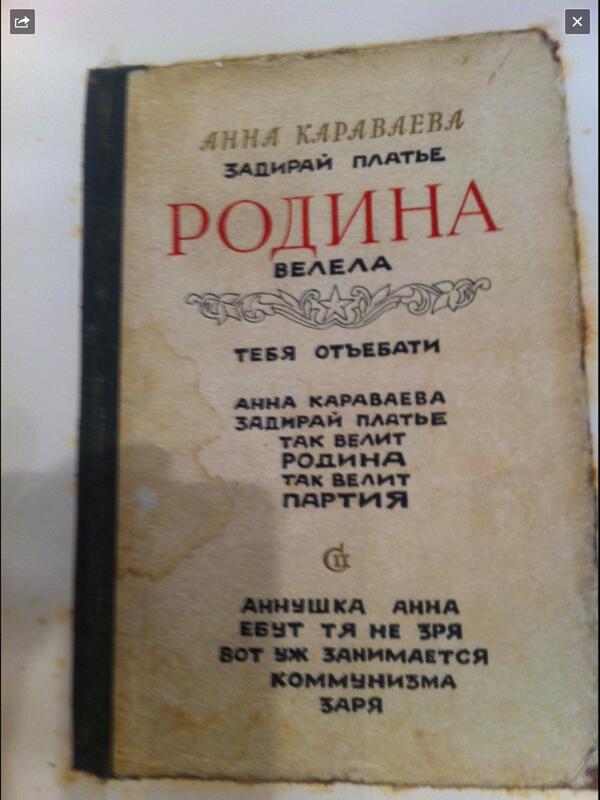 АННА КАРАВАЕВА
ЗАДИРАЙ ПЛАТЬЕ
РОДИНА
ВЕЛЕЛА
ТЕБЯ ОТЪЕБАТИ
АННА КАРАВАЕВА
ЗАДИРАЙ ПЛАТЬЕ
ТАК ВЕЛИТ
РОДИНА
ТАК ВЕЛИТ
ПАРТИЯ
СП
АННУШКА АННА
ЕБУТ ТЯ НЕ ЗРЯ
ВОТ УЖ ЗАНИМАЕТСЯ
КОММУНИЗМА
ЗАРЯ